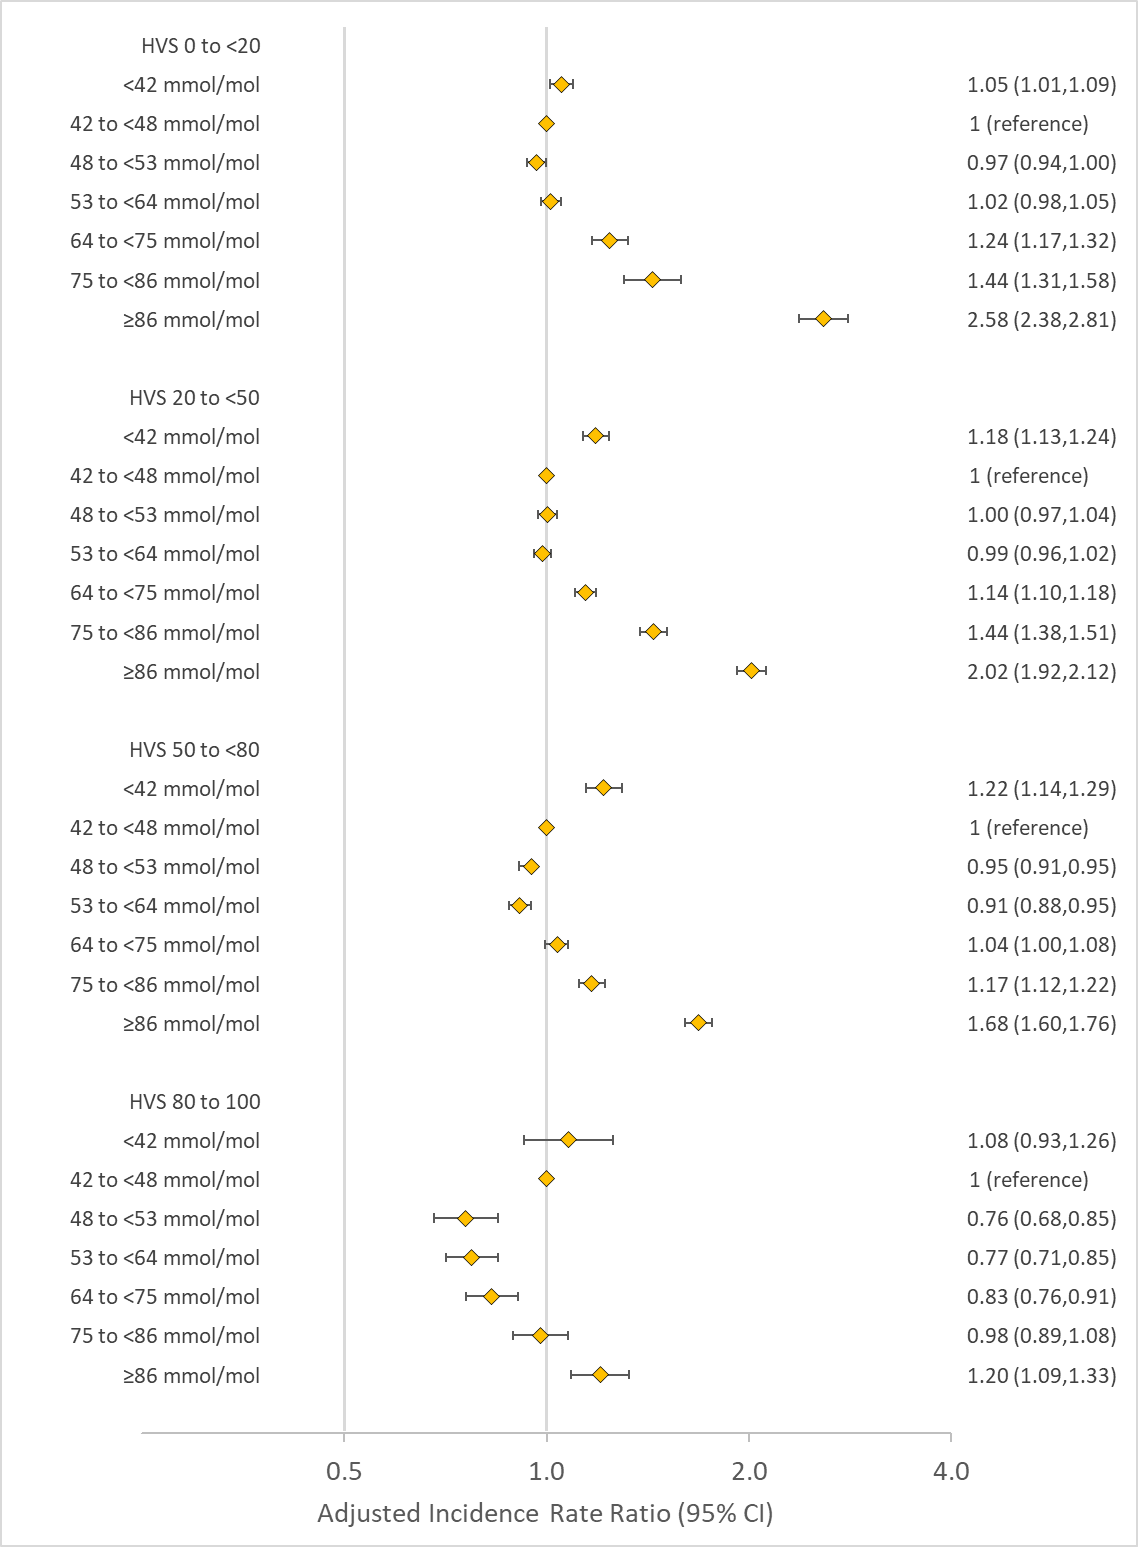 HVS 0 to <20
<42 mmol/mol 1.05 (1.01,1.09)
42 to <48 mmol/mol 1 (reference)
48 to <53 mmol/mol 0.97 (0.94,1.00)
53 to <64 mmol/mol 1.02 (0.98,1.05)
64 to <75 mmol/mol 1.24 (1.17,1.32)
75 to <86 mmol/mol 1.44 (1.31,1.58)
≥86 mmol/mol 2.58 (2.38,2.81)
HVS 20 to <50
<42 mmol/mol 1.18 (1.13,1.24)
42 to <48 mmol/mol 1 (reference)
48 to <53 mmol/mol 1.00 (0.97,1.04)
53 to <64 mmol/mol 0.99 (0.96,1.02)
64 to <75 mmol/mol 1.14 (1.10,1.18)
75 to <86 mmol/mol 1.44 (1.38,1.51)
≥86 mmol/mol 2.02 (1.92,2.12)
HVS 50 to <80
<42 mmol/mol 1.22 (1.14,1.29)
42 to <48 mmol/mol 1 (reference)
48 to <53 mmol/mol 0.95 (0.91,0.95)
53 to <64 mmol/mol 0.91 (0.88,0.95)
64 to <75 mmol/mol 1.04 (1.00,1.08)
75 to <86 mmol/mol 1.17 (1.12,1.22)
≥86 mmol/mol 1.68 (1.60,1.76)
HVS 80 to 100
<42 mmol/mol 1.08 (0.93,1.26)
42 to <48 mmol/mol 1 (reference)
48 to <53 mmol/mol 0.76 (0.68,0.85)
53 to <64 mmol/mol 0.77 (0.71,0.85)
64 to <75 mmol/mol 0.83 (0.76,0.91)
75 to <86 mmol/mol 0.98 (0.89,1.08)
≥86 mmol/mol 1.20 (1.09,1.33)
0.5 1.0 2.0 4.0
Adjusted Incidence Rate Ratio (95% CI)